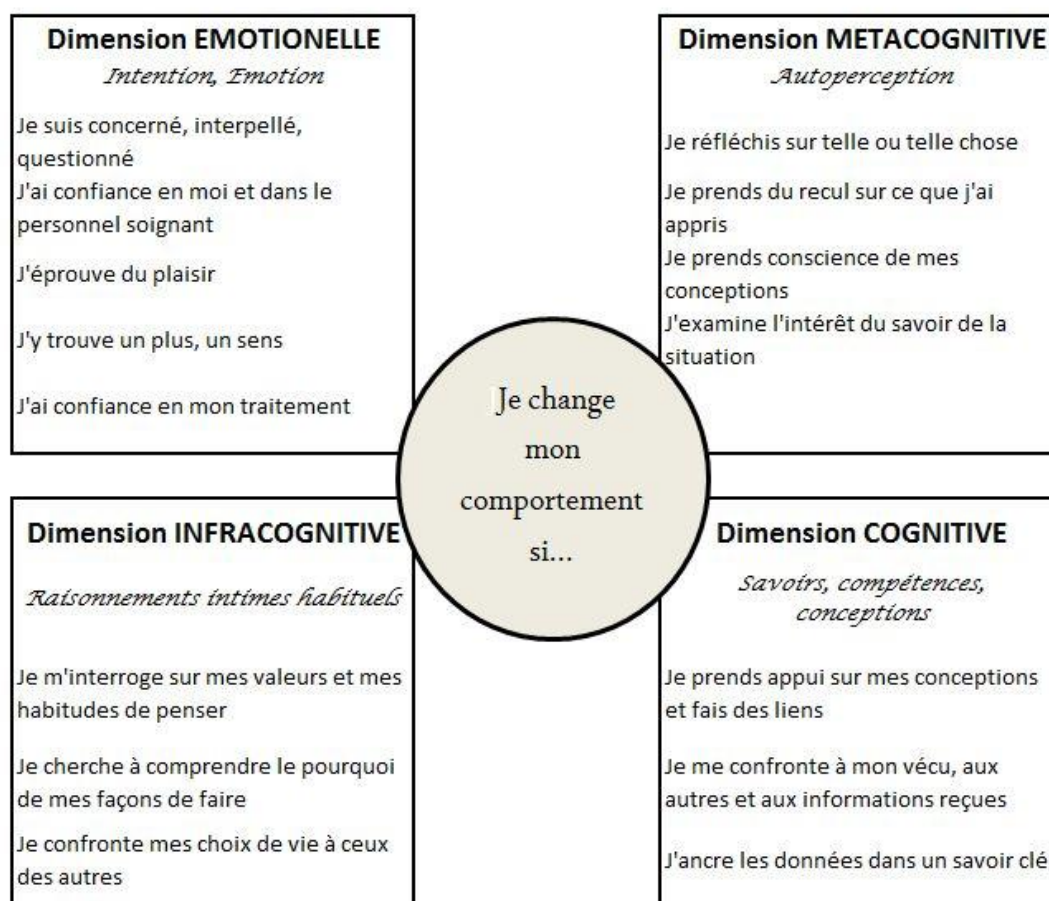 Dimension EMOTIONELLE
Intention, Emotion
Je suis concerné, interpellé,
questionné
J'ai confiance en moi et dans le
personnel soignant
J'éprouve du plaisir
J'y trouve un plus, un sens
J'ai confiance en mon traitement
Dimension METACOGNITIVE
Autoperception
Je réfléchis sur telle ou telle chose
Je prends du recul sur ce que j'ai
appris
Je prends conscience de mes
conceptions
J'examine l'intérêt du savoir de la
situation
Je change
mon
comportement
si...
Dimension INFRACOGNITIVE
Raisonnements intimes habituels
Je m'interroge sur mes valeurs et mes
habitudes de penser
Je cherche à comprendre le pourquoi
de mes façons de faire
Je confronte mes choix de vie à ceux
des autres
Dimension COGNITIVE
Savoirs, compétences,
conceptions
Je prends appui sur mes conceptions
et fais des liens
Je me confronte à mon vécu, aux
autres et aux informations reçues
J'ancre les données dans un savoir clé